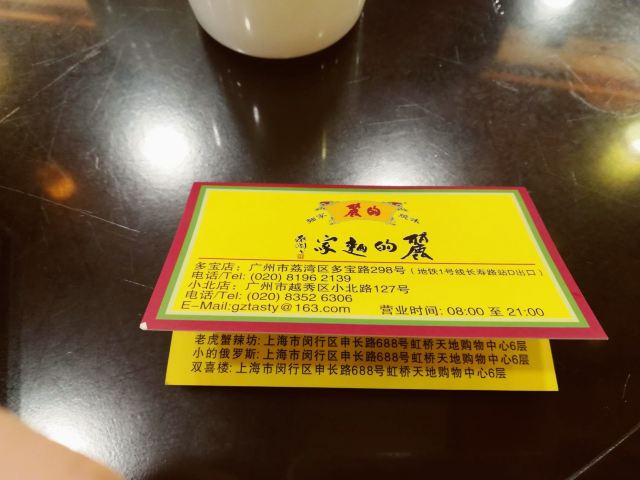 的麓
家麵的麓
多宝店：广州市荔湾区多宝路298号（地铁1号线长寿路站D出口）
电话/Tel: (020) 8196 2139
小北店：广州市越秀区小北路127号
电话/Tel: (020) 8352 6306
E-Mail:gztasty@163.com 营业时间: 08:00 至 21:00
老虎蟹辣坊: 上海市闵行区申长路688号虹桥天地购物中心6层
小的俄罗斯: 上海市闵行区申长路688号虹桥天地购物中心6层
双喜楼: 上海市闵行区申长路688号虹桥天地购物中心6层